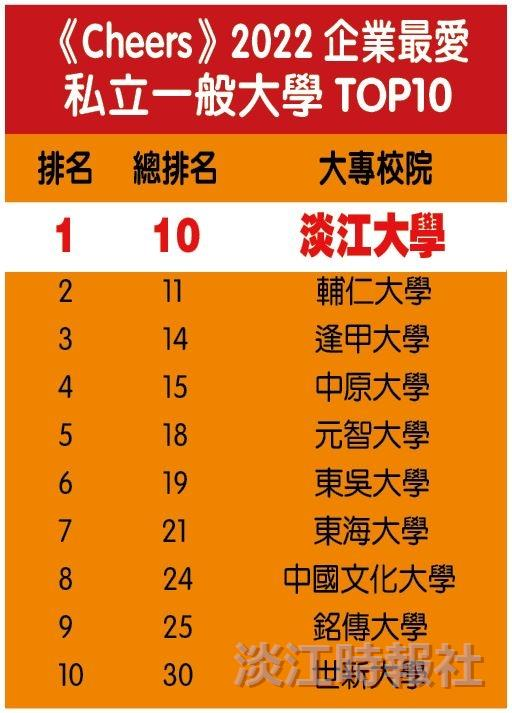 《Cheers》2022 企業最愛
私立一般大學 TOP10
排名 總排名 大專校院
1 10 淡江大學
2 11 輔仁大學
3 14 逢甲大學
4 15 中原大學
5 18 元智大學
6 19 東吳大學
7 21 東海大學
8 24 中國文化大學
9 25 銘傳大學
10 30 世新大學
淡江時報社